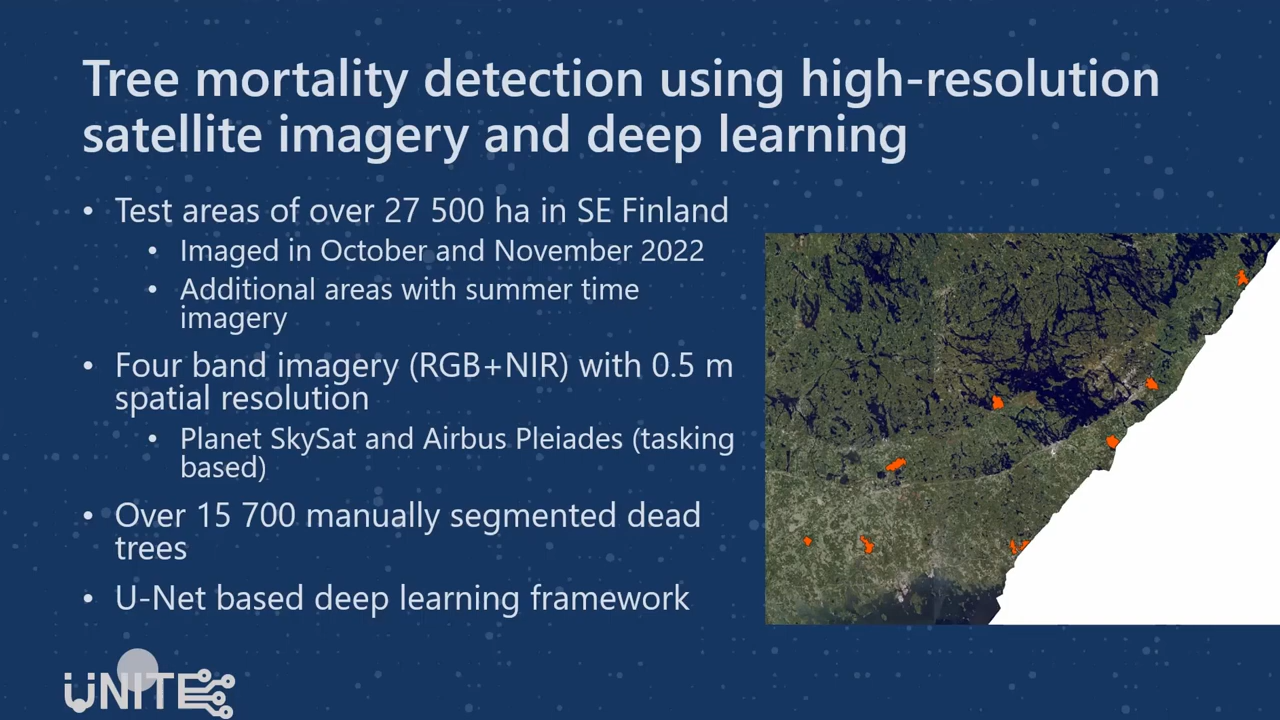 Tree mortality detection using high-resolution
satellite imagery and deep learning
• Test areas of over 27 500 ha in SE Finland
• Imaged in October and November 2022
• Additional areas with summer time
imagery
• Four band imagery (RGB+NIR) with 0.5 m
spatial resolution
• Planet SkySat and Airbus Pleiades (tasking
based)
• Over 15 700 manually segmented dead
trees
• U-Net based deep learning framework
UNITE